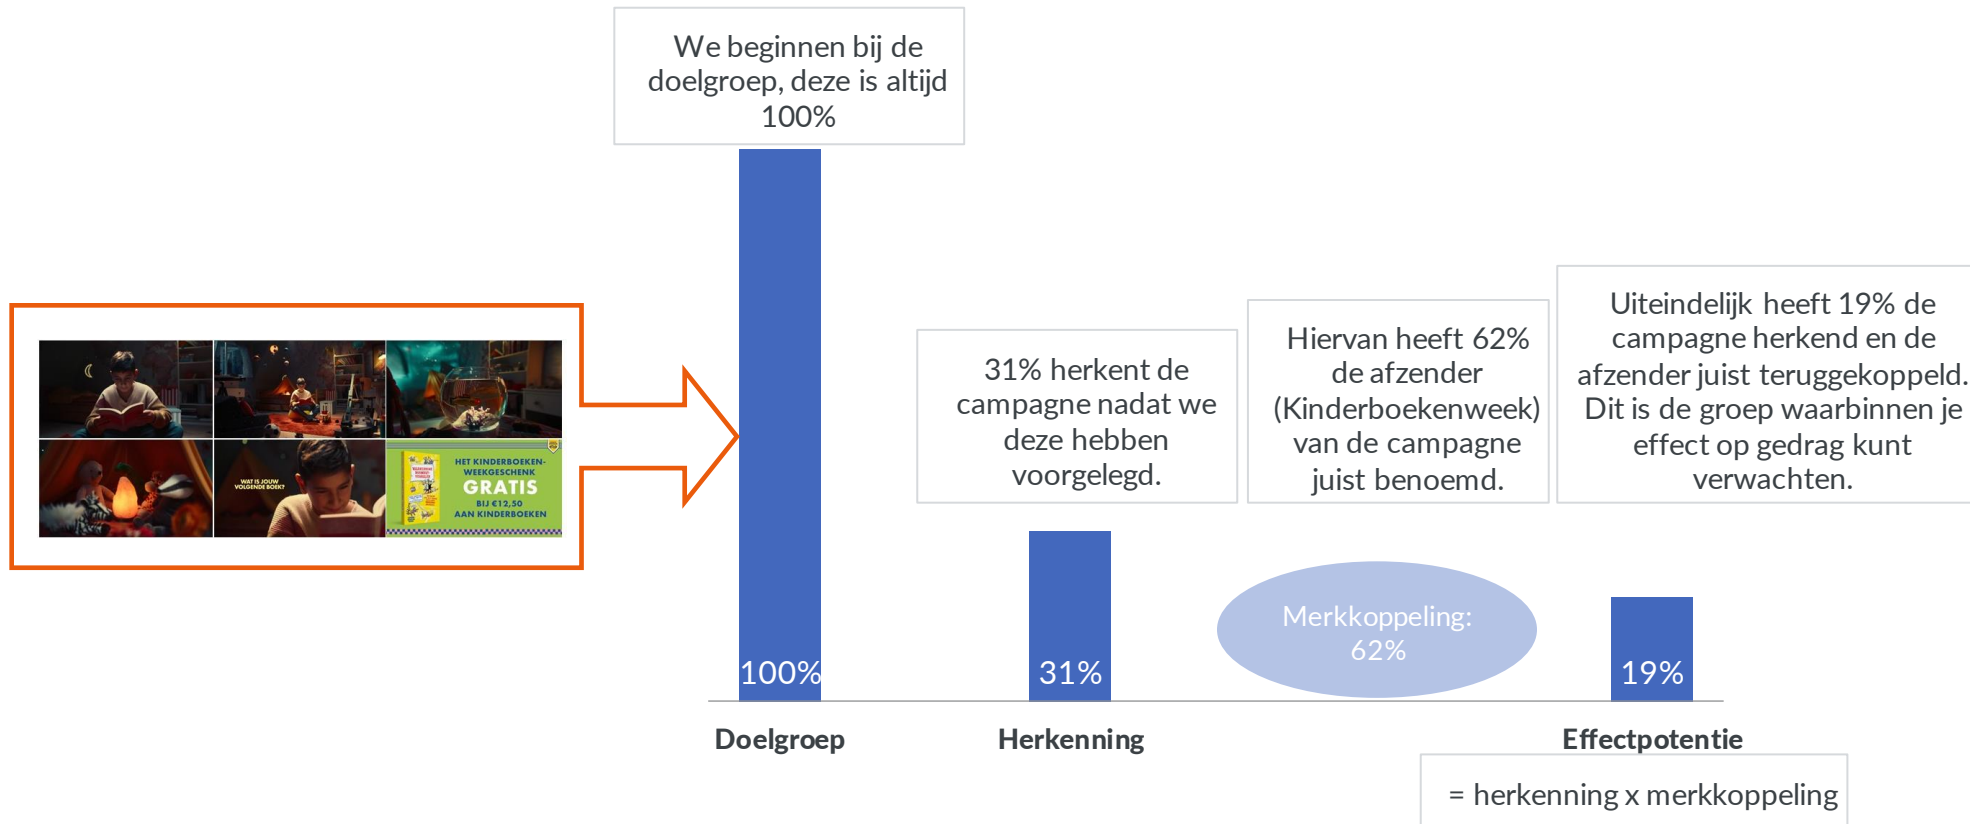 We beginnen bij de
doelgroep, deze is altijd
100%
31% herkent de
campagne nadat we
deze hebben
voorgelegd.
Hiervan heeft 62%
de afzender
(Kinderboekenweek)
van de campagne
juist benoemd.
Uiteindelijk heeft 19% de
campagne herkend en de
afzender juist teruggekoppeld.
Dit is de groep waarbinnen je
effect op gedrag kunt
verwachten.
WAT IS JOUW
VOLGENDE BOEK?
HET KINDERBOEKEN-
WEEKGESCHENK
GRATIS
BIJ €12,50
AAN KINDERBOEKEN
100%
31%
Merkkoppeling:
62%
19%
Doelgroep
Herkenning
Effectpotentie
= herkenning x merkkoppeling